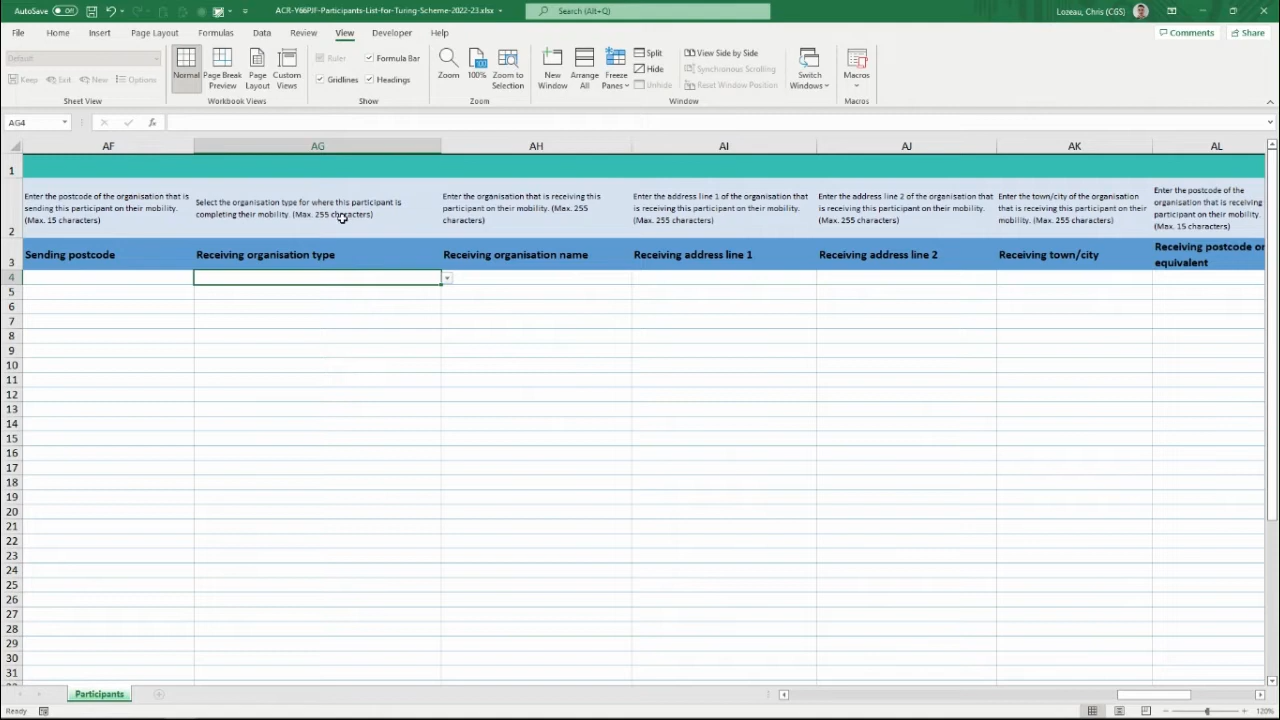 AutoSave Off ACR-Y66PJF-Participants-List-for-Turing-Scheme-2022-23.xlsx Search (Alt+Q) Lozeau, Chris (CGS)
File Home Insert Page Layout Formulas Data Review View Developer Help Comments Share
Default
Keep Exit New Options
Sheet View
Normal
Page Break
Preview
Page
Layout
Custom
Views
Workbook Views
Ruler Formula Bar
Gridlines Headings
Show
Zoom
100%
Zoom to
Selection
Zoom
New
Window
Arrange
All
Freeze
Panes
Split
Hide
Unhide
View Side by Side
Synchronous Scrolling
Reset Window Position
Switch
Windows
Window
Macros
Macros
AG4 fx
AF AG AH AI AJ AK AL
1
2
Enter the postcode of the organisation that is
sending this participant on their mobility.
(Max. 15 characters)
Select the organisation type for where this participant is
completing their mobility. (Max. 255 characters)
Enter the organisation that is receiving this
participant on their mobility. (Max. 255
characters)
Enter the address line 1 of the organisation that
is receiving this participant on their mobility.
(Max. 255 characters)
Enter the address line 2 of the organisation that
is receiving this participant on their mobility.
(Max. 255 characters)
Enter the town/city of the organisation
that is receiving this participant on their
mobility. (Max. 255 characters)
Enter the postcode of the
organisation that is receiving
participant on their mobility.
(Max. 15 characters)
3
Sending postcode
Receiving organisation type
Receiving organisation name
Receiving address line 1
Receiving address line 2
Receiving town/city
Receiving postcode or
equivalent
4
5
6
7
8
9
10
11
12
13
14
15
16
17
18
19
20
21
22
23
24
25
26
27
28
29
30
31
Participants
Ready 120%